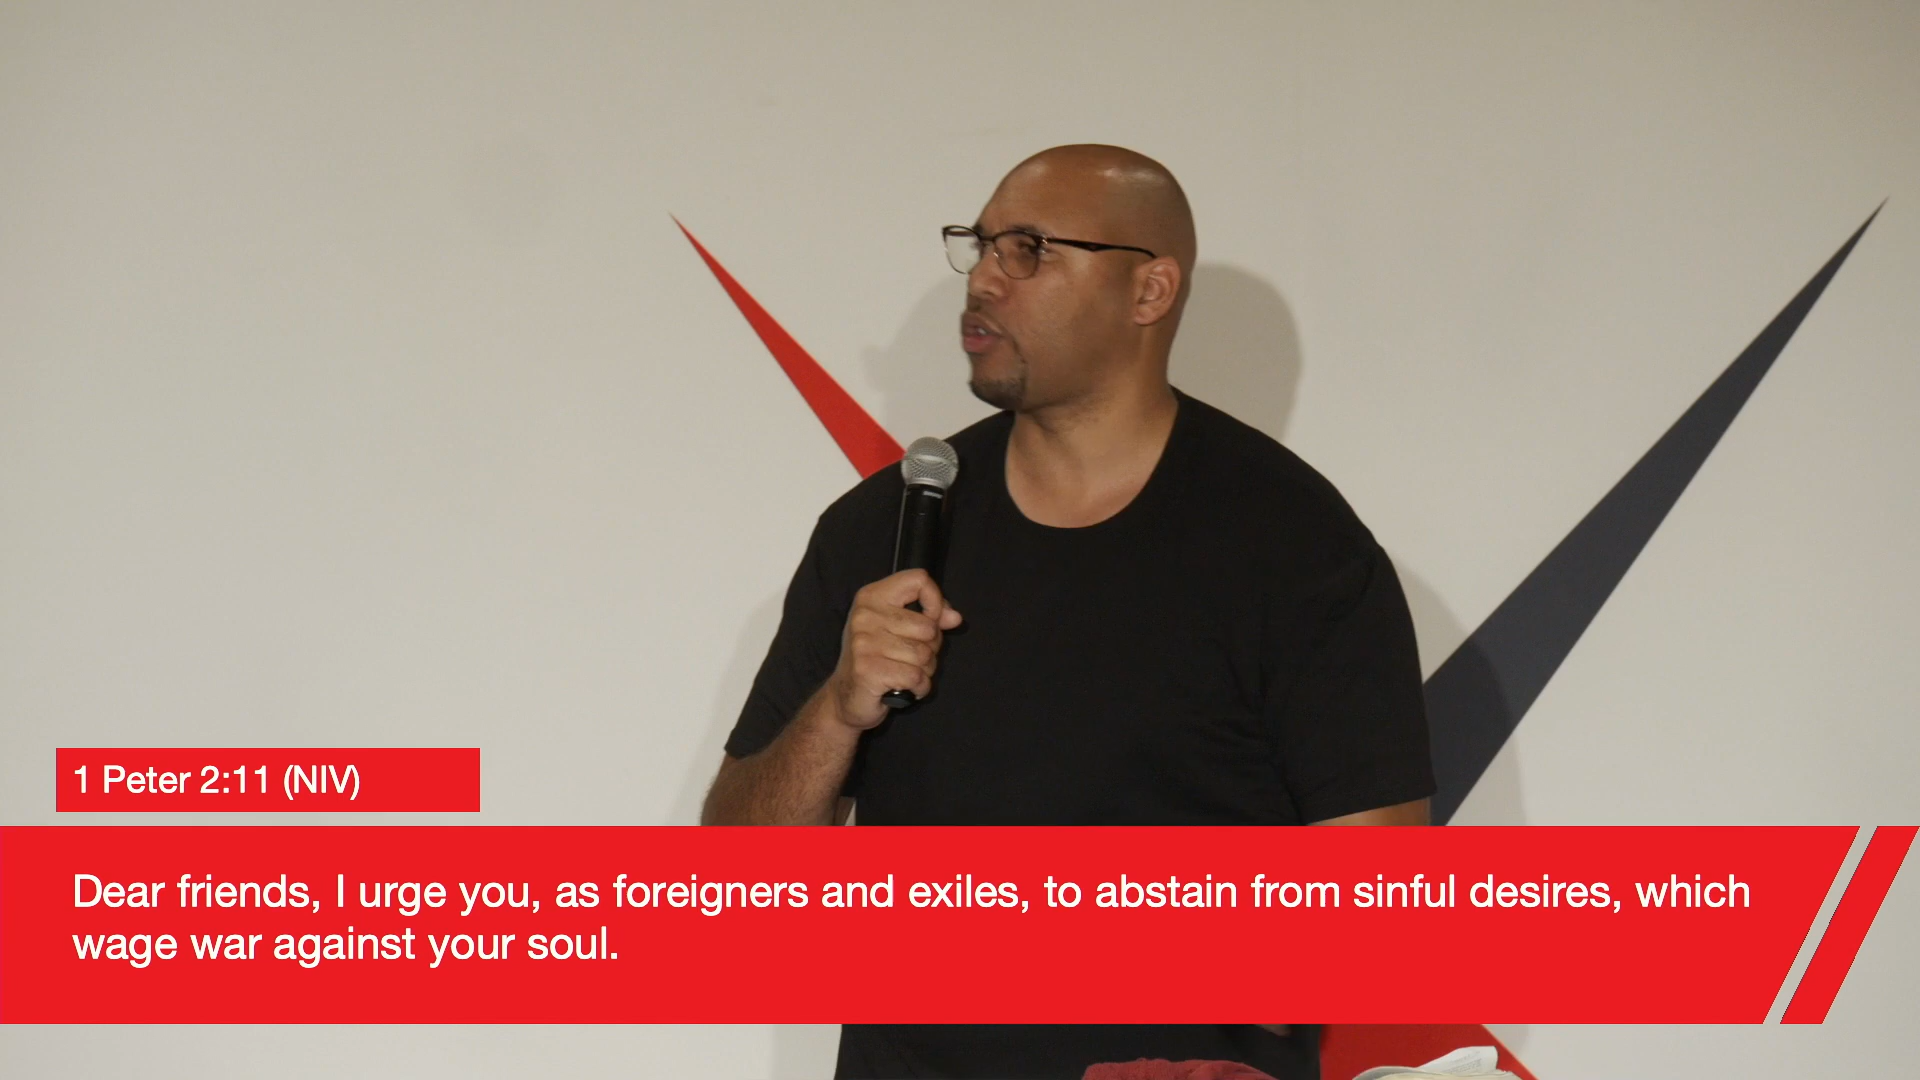 1 Peter 2:11 (NIV)
Dear friends, I urge you, as foreigners and exiles, to abstain from sinful desires, which
wage war against your soul.